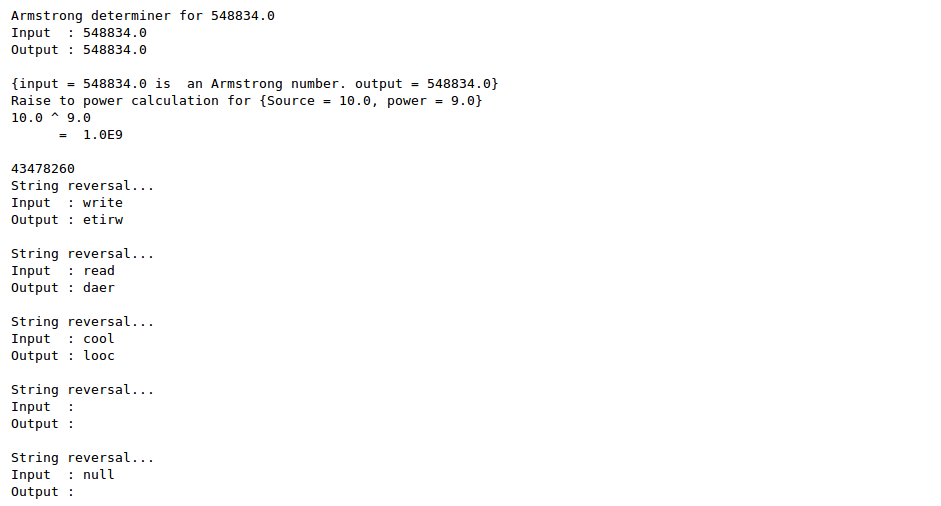 Armstrong determiner for 548834.0
Input  : 548834.0
Output : 548834.0

{input = 548834.0 is  an Armstrong number. output = 548834.0}
Raise to power calculation for {Source = 10.0, power = 9.0}
10.0 ^ 9.0
      =  1.0E9

43478260
String reversal...
Input  : write
Output : etirw

String reversal...
Input  : read
Output : daer

String reversal...
Input  : cool
Output : looc

String reversal...
Input  :
Output :

String reversal...
Input  : null
Output :